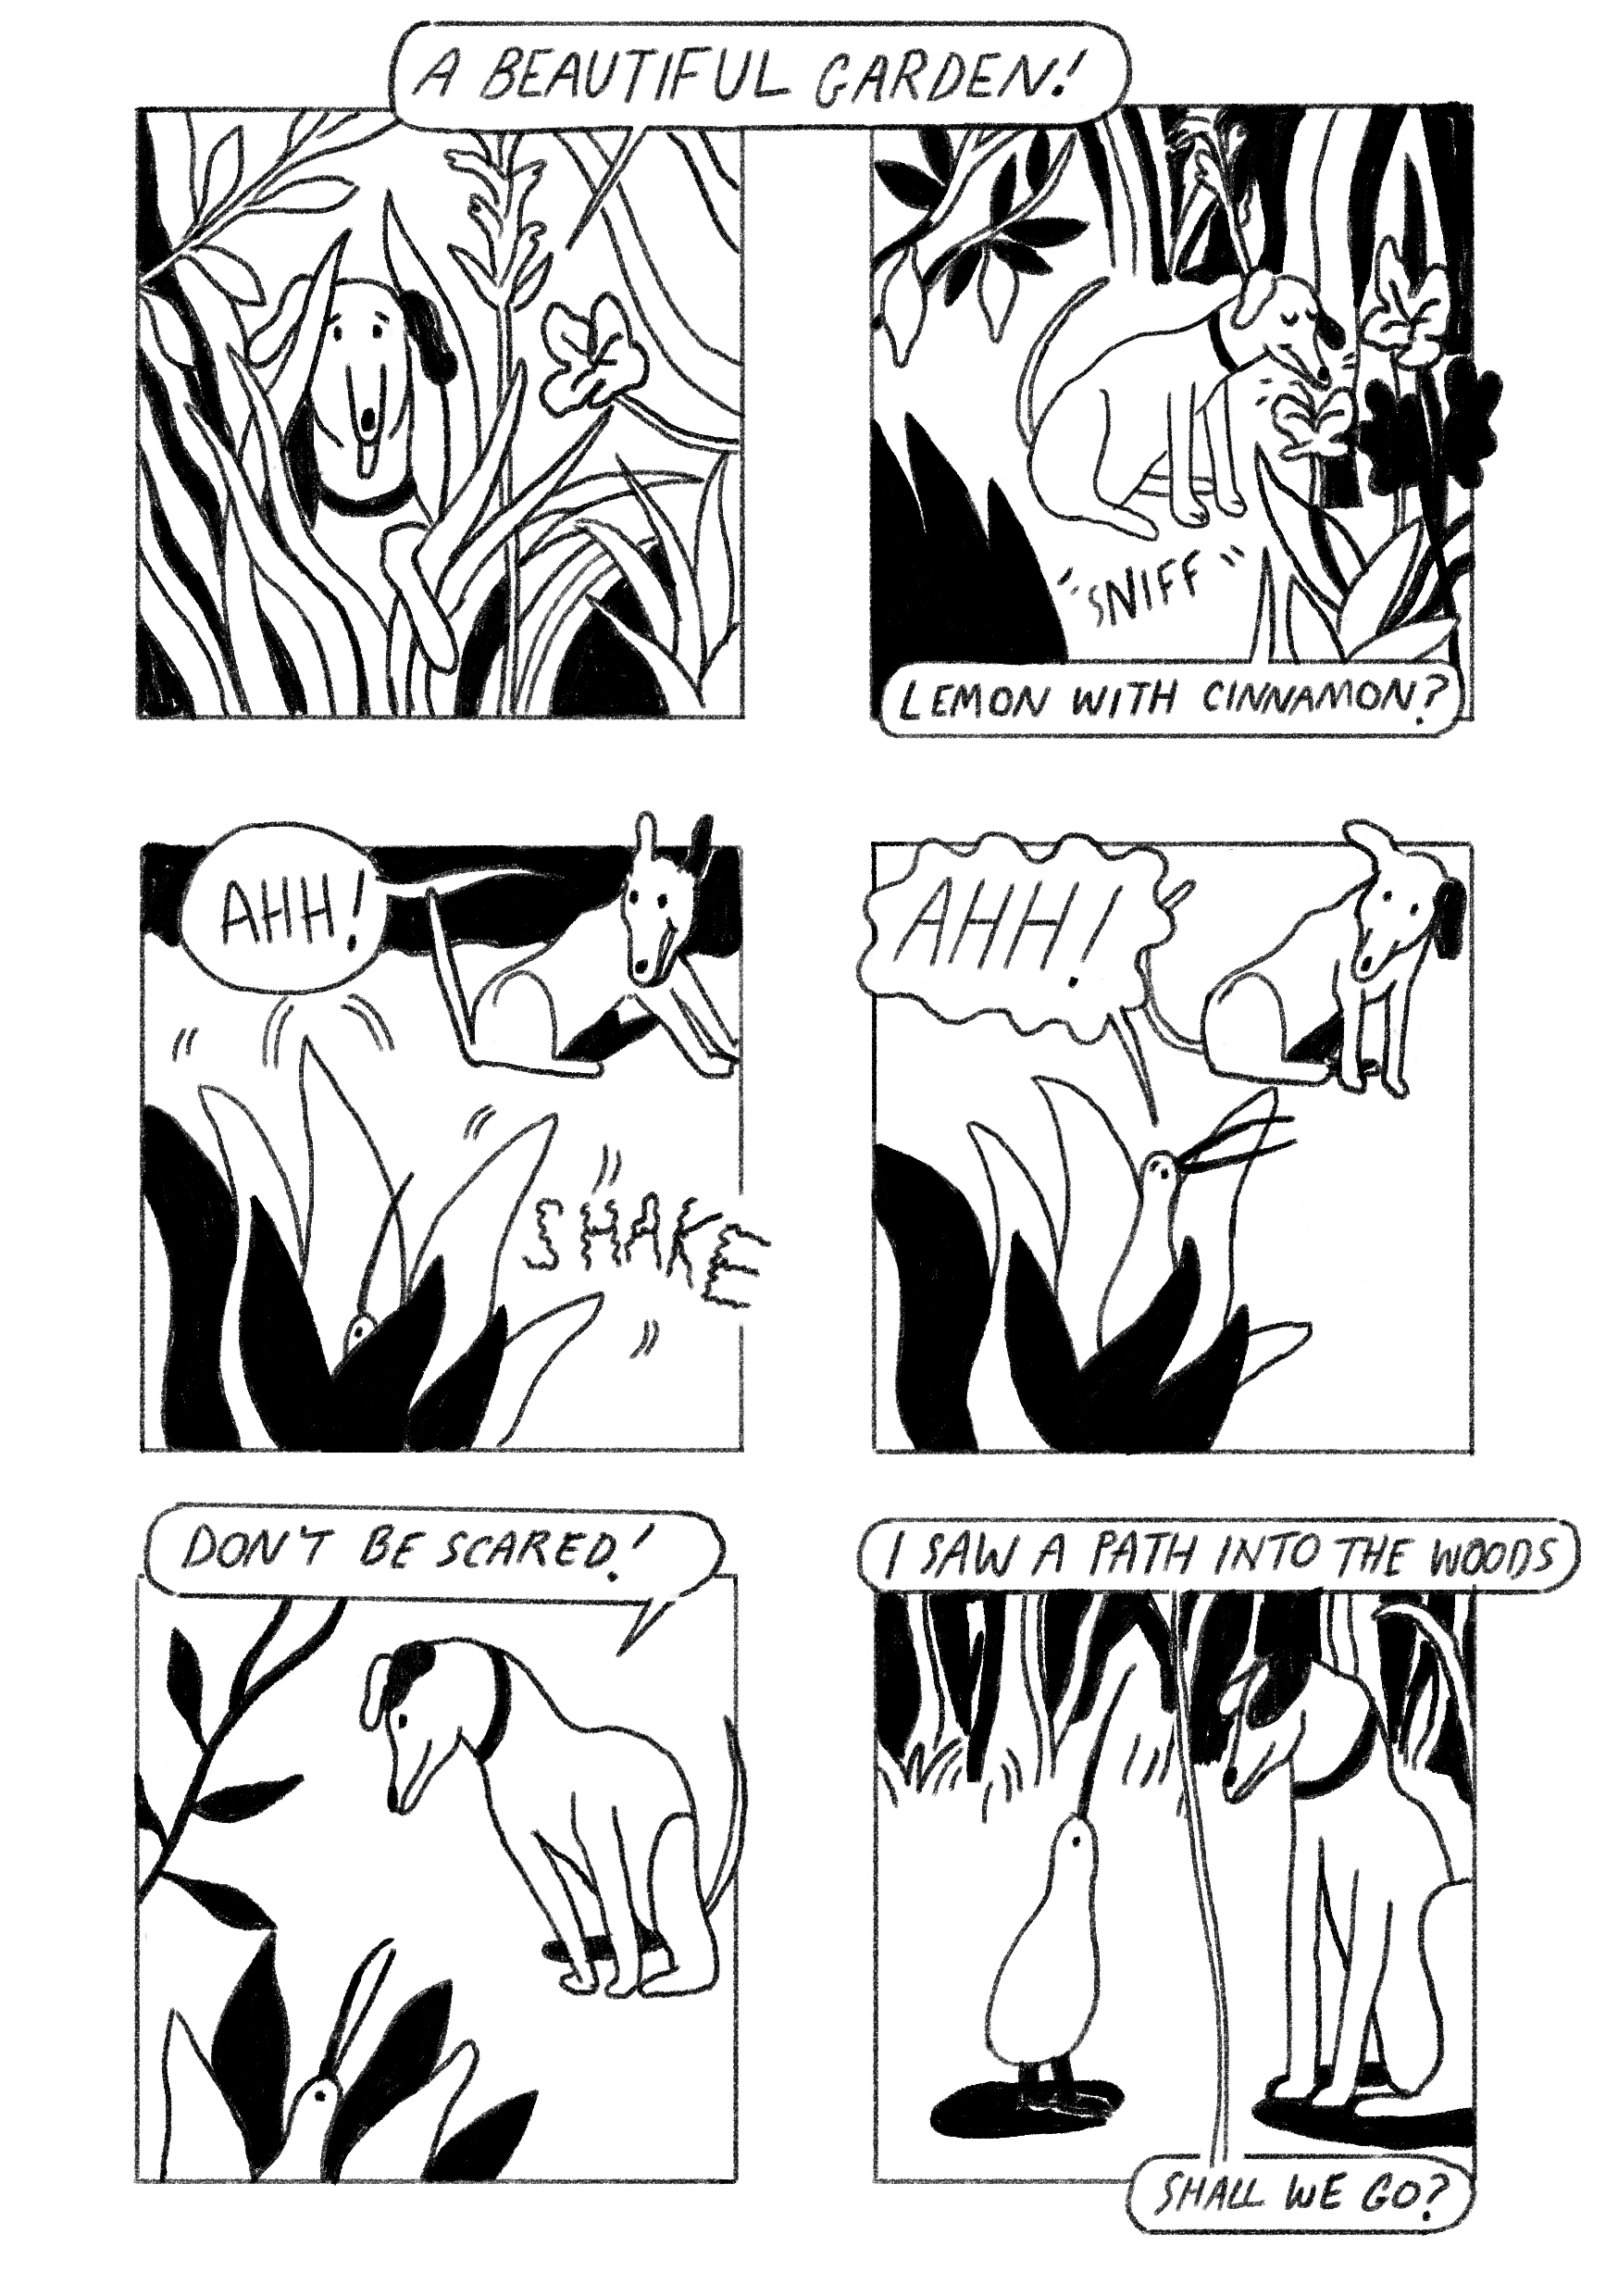 A BEAUTIFUL GARDEN!
SNIFF
LEMON WITH CINNAMON?
AHH!
SHAKE
AHH!
DON'T BE SCARED!
I SAW A PATH INTO THE WOODS
SHALL WE GO?